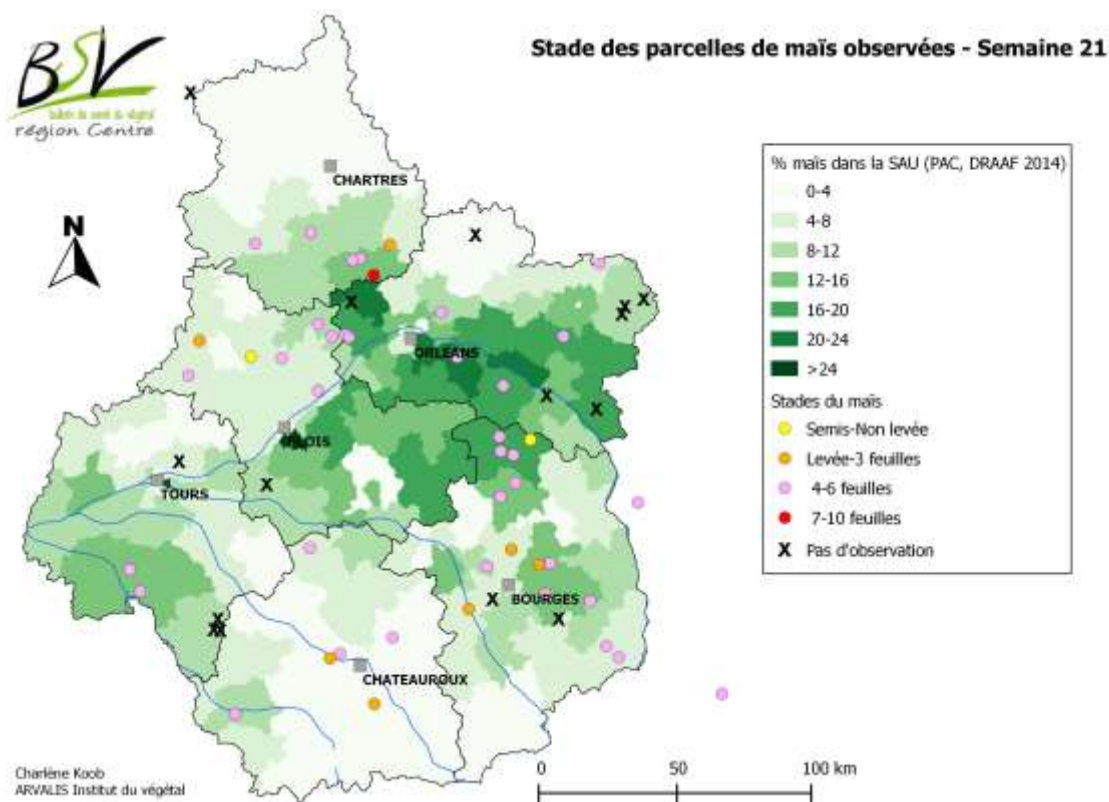 BSV
bulletin de santé du végétal
région Centre
Stade des parcelles de maïs observées - Semaine 21
N
% maïs dans la SAU (PAC, DRAAF 2014)
0-4
4-8
8-12
12-16
16-20
20-24
>24
Stades du maïs
Semis-Non levée
Levée-3 feuilles
4-6 feuilles
7-10 feuilles
X Pas d'observation
CHARTRES
ORLEANS
BLOIS
TOURS
BOURGES
CHATEAUROUX
Charlène Koob
ARVALIS Institut du végétal
0 50 100 km